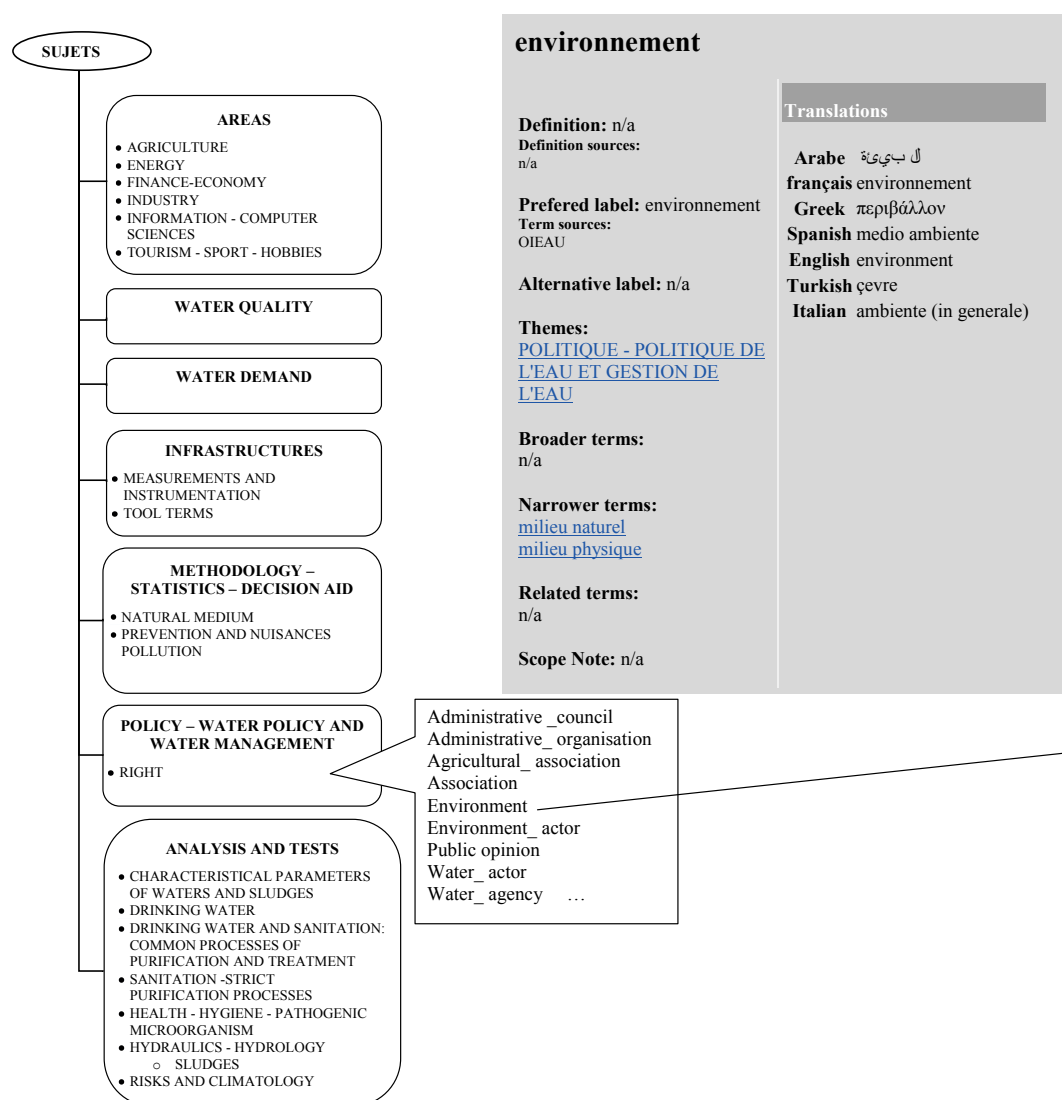 SUJETS
AREAS
• AGRICULTURE
• ENERGY
• FINANCE-ECONOMY
• INDUSTRY
• INFORMATION - COMPUTER
SCIENCES
• TOURISM - SPORT - HOBBIES
WATER QUALITY
WATER DEMAND
INFRASTRUCTURES
• MEASUREMENTS AND
INSTRUMENTATION
• TOOL TERMS
METHODOLOGY –
STATISTICS – DECISION AID
• NATURAL MEDIUM
• PREVENTION AND NUISANCES
POLLUTION
POLICY – WATER POLICY AND
WATER MANAGEMENT
• RIGHT
ANALYSIS AND TESTS
• CHARACTERISTICAL PARAMETERS
OF WATERS AND SLUDGES
• DRINKING WATER
• DRINKING WATER AND SANITATION:
COMMON PROCESSES OF
PURIFICATION AND TREATMENT
• SANITATION -STRICT
PURIFICATION PROCESSES
• HEALTH - HYGIENE - PATHOGENIC
MICROORGANISM
• HYDRAULICS - HYDROLOGY
o SLUDGES
• RISKS AND CLIMATOLOGY
environnement
Definition: n/a
Definition sources:
n/a
Prefered label: environnement
Term sources:
OIEAU
Alternative label: n/a
Themes:
POLITIQUE - POLITIQUE DE
L'EAU ET GESTION DE
L'EAU
Broader terms:
n/a
Narrower terms:
milieu naturel
milieu physique
Related terms:
n/a
Scope Note: n/a
Translations
Arabe ال بيئة
français environnement
Greek περιβάλλον
Spanish medio ambiente
English environment
Turkish çevre
Italian ambiente (in generale)
Administrative _council
Administrative_ organisation
Agricultural_ association
Association
Environment
Environment_ actor
Public opinion
Water_ actor
Water_ agency …